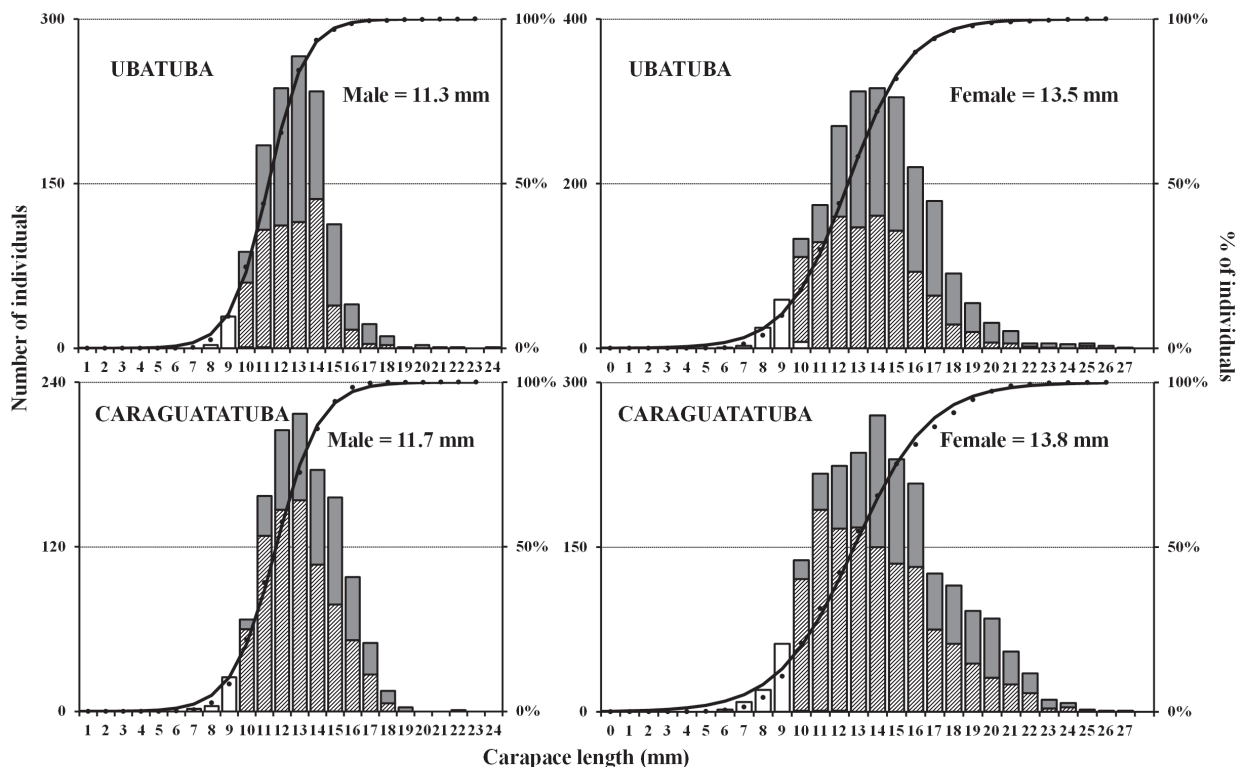 300
100%
UBATUBA
Male = 11.3 mm
150
50%
0
0%
1 2 3 4 5 6 7 8 9 10 11 12 13 14 15 16 17 18 19 20 21 22 23 24
400
100%
UBATUBA
Female = 13.5 mm
200
50%
0
0%
0 1 2 3 4 5 6 7 8 9 10 11 12 13 14 15 16 17 18 19 20 21 22 23 24 25 26 27
Number of individuals
% of individuals
240
100%
CARAGUATATUBA
Male = 11.7 mm
120
50%
0
0%
1 2 3 4 5 6 7 8 9 10 11 12 13 14 15 16 17 18 19 20 21 22 23 24
300
100%
CARAGUATATUBA
Female = 13.8 mm
150
50%
0
0%
0 1 2 3 4 5 6 7 8 9 10 11 12 13 14 15 16 17 18 19 20 21 22 23 24 25 26 27
Carapace length (mm)